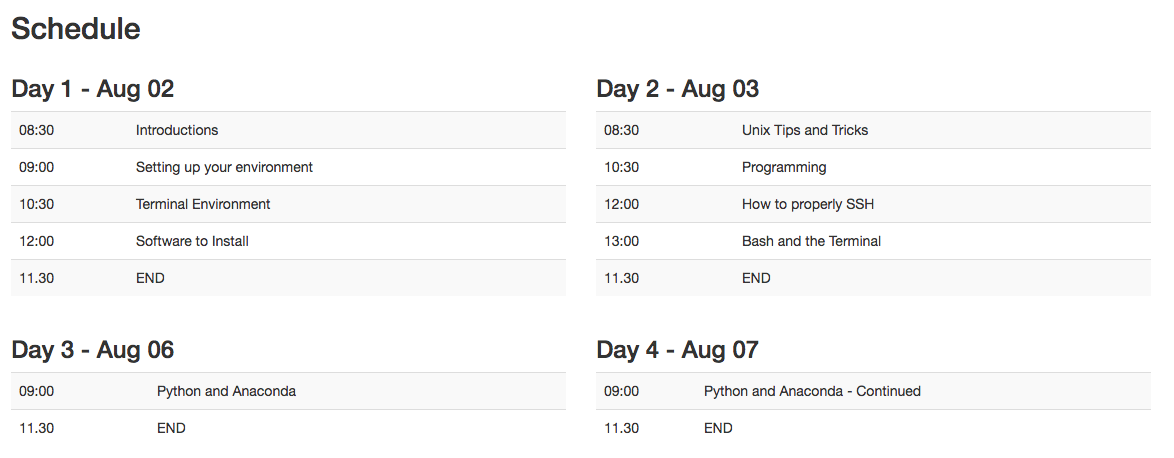 Schedule
Day 1 - Aug 02
08:30 Introductions
09:00 Setting up your environment
10:30 Terminal Environment
12:00 Software to Install
11.30 END
Day 2 - Aug 03
08:30 Unix Tips and Tricks
10:30 Programming
12:00 How to properly SSH
13:00 Bash and the Terminal
11.30 END
Day 3 - Aug 06
09:00 Python and Anaconda
11.30 END
Day 4 - Aug 07
09:00 Python and Anaconda - Continued
11.30 END